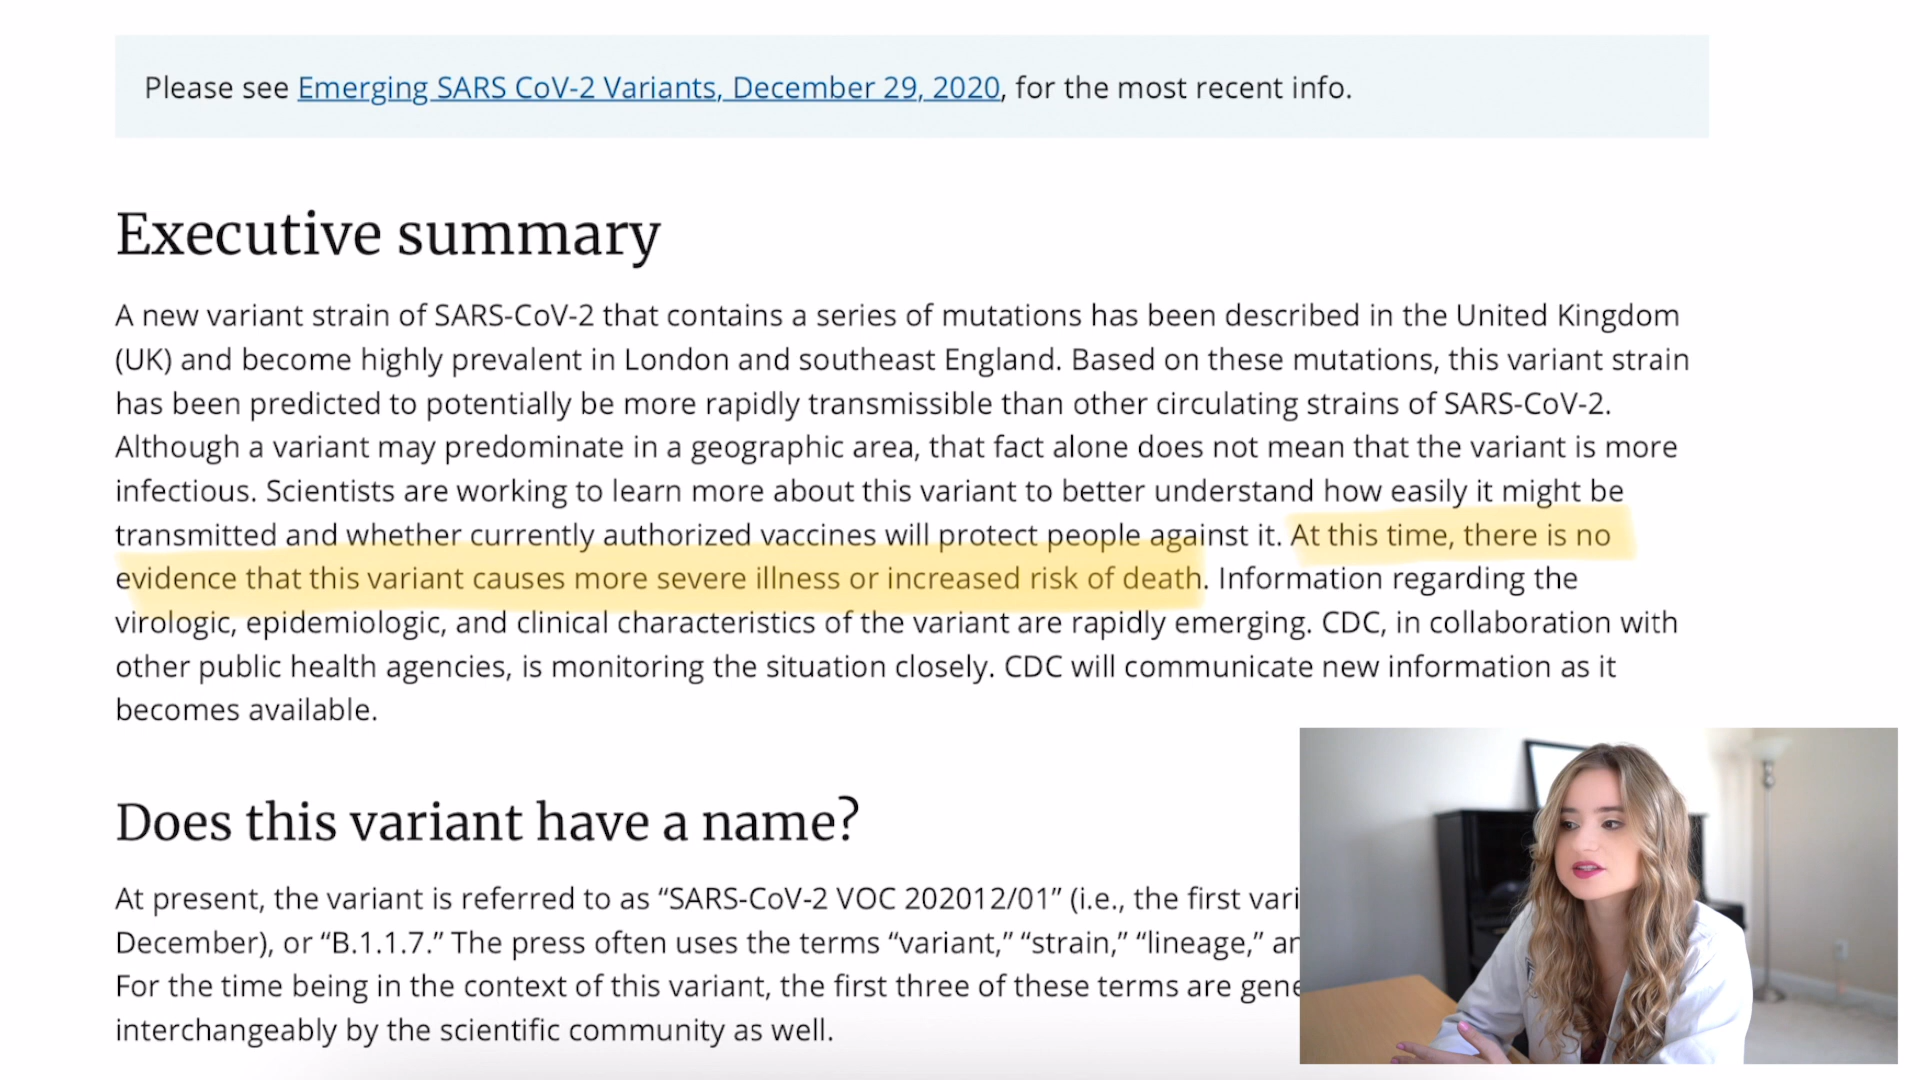 Please see Emerging SARS CoV-2 Variants, December 29, 2020, for the most recent info.
Executive summary
A new variant strain of SARS-CoV-2 that contains a series of mutations has been described in the United Kingdom
(UK) and become highly prevalent in London and southeast England. Based on these mutations, this variant strain
has been predicted to potentially be more rapidly transmissible than other circulating strains of SARS-CoV-2.
Although a variant may predominate in a geographic area, that fact alone does not mean that the variant is more
infectious. Scientists are working to learn more about this variant to better understand how easily it might be
transmitted and whether currently authorized vaccines will protect people against it. At this time, there is no
evidence that this variant causes more severe illness or increased risk of death. Information regarding the
virologic, epidemiologic, and clinical characteristics of the variant are rapidly emerging. CDC, in collaboration with
other public health agencies, is monitoring the situation closely. CDC will communicate new information as it
becomes available.
Does this variant have a name?
At present, the variant is referred to as “SARS-CoV-2 VOC 202012/01” (i.e., the first vari
December), or “B.1.1.7.” The press often uses the terms “variant,” “strain,” “lineage,” an
For the time being in the context of this variant, the first three of these terms are gene
interchangeably by the scientific community as well.